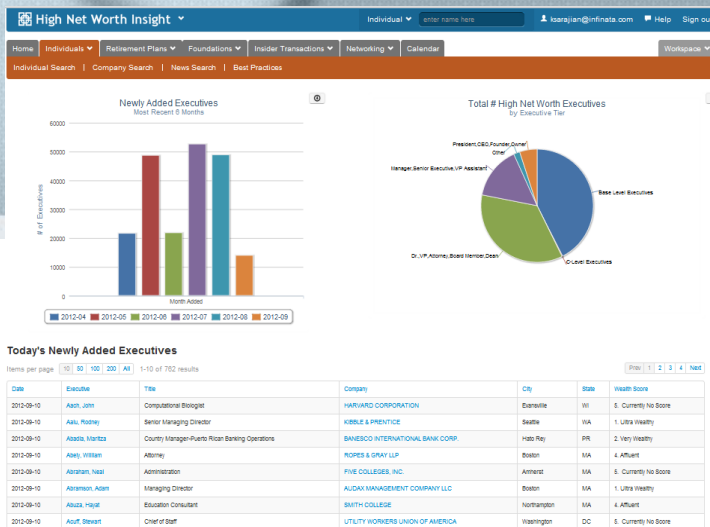 High Net Worth Insight
Individual enter name here ksarajian@infinata.com Help Sign ou
Home Individuals Retirement Plans Foundations Insider Transactions Networking Calendar Workspace
Individual Search | Company Search | News Search | Best Practices
Newly Added Executives
Most Recent 6 Months
60000
50000
40000
30000
20000
10000
0
# of Executives
Month Added
2012-04 2012-05 2012-06 2012-07 2012-08 2012-09
Total # High Net Worth Executives
by Executive Tier
President,CEO,Founder,Owner
Other
Manager,Senior Executive,VP Assistant
Base Level Executives
Dr.,VP,Attorney,Board Member,Dean
C-Level Executives
Today's Newly Added Executives
Items per page 10 50 100 200 All 1-10 of 762 results Prev 1 2 3 4 Next
Date Executive Title Company City State Wealth Score
2012-09-10 Aach, John Computational Biologist HARVARD CORPORATION Evansville WI 5. Currently No Score
2012-09-10 Aalu, Rodney Senior Managing Director KIBBLE & PRENTICE Seattle WA 1. Ultra Wealthy
2012-09-10 Abadia, Maritza Country Manager-Puerto Rican Banking Operations BANESCO INTERNATIONAL BANK CORP. Hato Rey PR 2. Very Wealthy
2012-09-10 Abely, William Attorney ROPES & GRAY LLP Boston MA 4. Affluent
2012-09-10 Abraham, Neal Administration FIVE COLLEGES, INC. Amherst MA 5. Currently No Score
2012-09-10 Abramson, Adam Managing Director AUDAX MANAGEMENT COMPANY LLC Boston MA 1. Ultra Wealthy
2012-09-10 Abuza, Hayat Education Consultant SMITH COLLEGE Northampton MA 4. Affluent
2012-09-10 Acuff, Stewart Chief of Staff UTILITY WORKERS UNION OF AMERICA Washington DC 5. Currently No Score